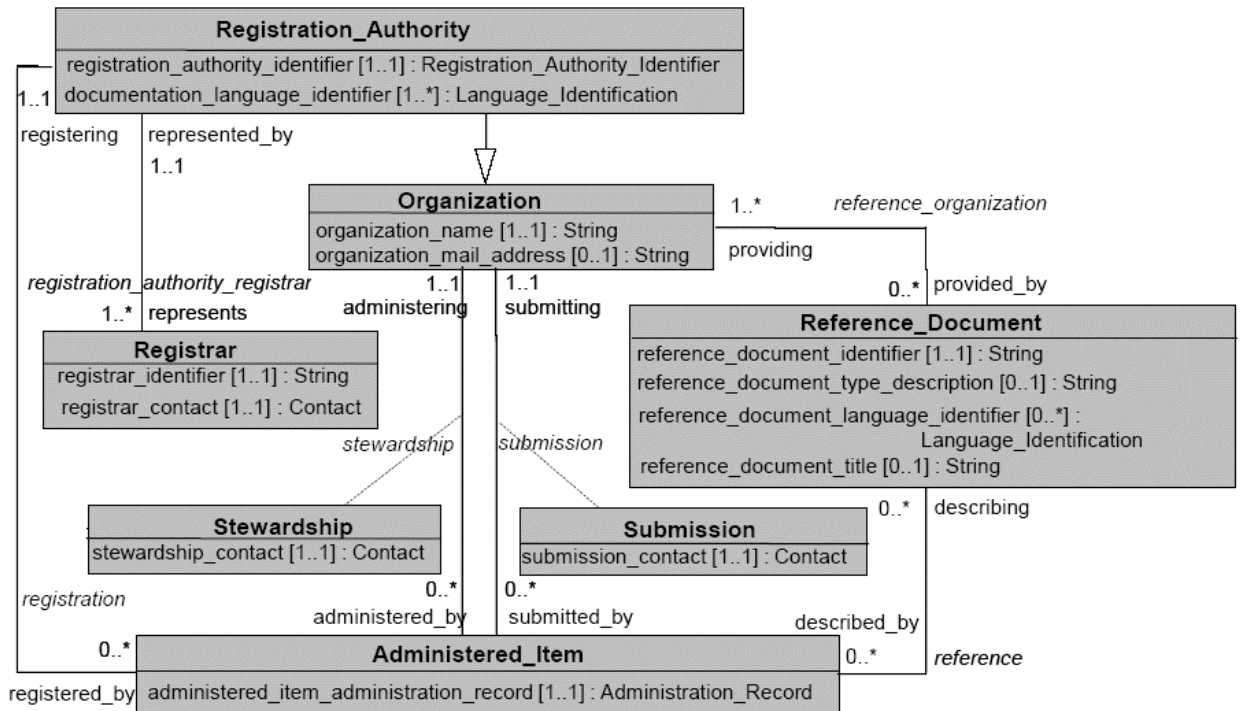 Registration_Authority
registration_authority_identifier [1..1] : Registration_Authority_Identifier
documentation_language_identifier [1..*] : Language_Identification
1..1
registering
represented_by
1..1
Organization
organization_name [1..1] : String
organization_mail_address [0..1] : String
1..*
reference_organization
providing
registration_authority_registrar
1..*
represents
1..1
administering
1..1
submitting
0..*
provided_by
Registrar
registrar_identifier [1..1] : String
registrar_contact [1..1] : Contact
Reference_Document
reference_document_identifier [1..1] : String
reference_document_type_description [0..1] : String
reference_document_language_identifier [0..*] :
Language_Identification
reference_document_title [0..1] : String
stewardship
submission
Stewardship
stewardship_contact [1..1] : Contact
Submission
submission_contact [1..1] : Contact
0..*
describing
registration
0..*
administered_by
0..*
submitted_by
described_by
0..*
reference
0..*
registered_by
Administered_Item
administered_item_administration_record [1..1] : Administration_Record